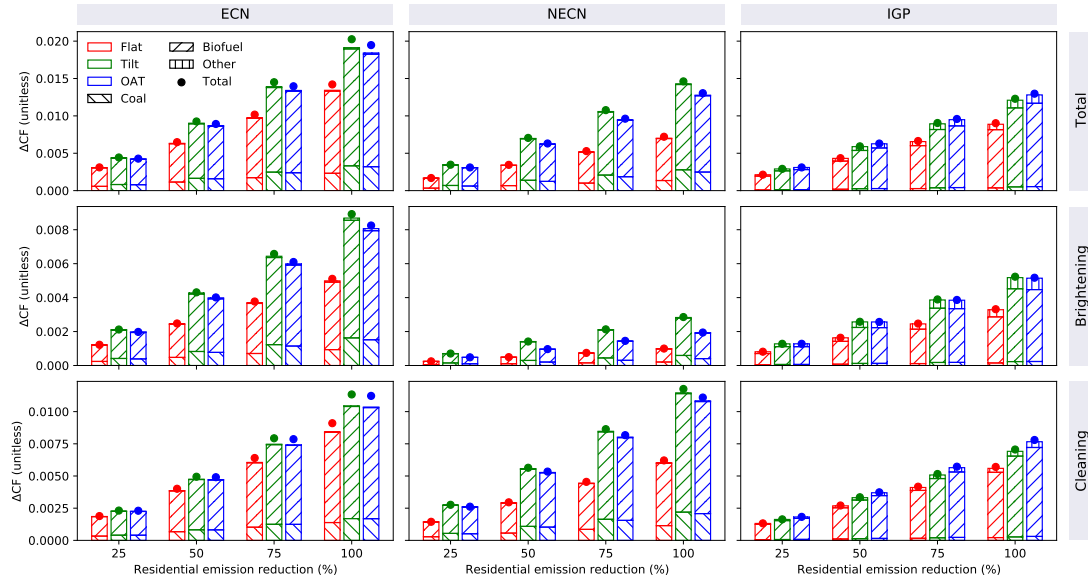 ECN NECN IGP
0.020
0.015
0.010
0.005
0.000
ΔCF (unitless)
Flat
Tilt
OAT
Coal
Biofuel
Other
Total
Total
0.008
0.006
0.004
0.002
0.000
ΔCF (unitless)
Brightening
0.0100
0.0075
0.0050
0.0025
0.0000
ΔCF (unitless)
Cleaning
25 50 75 100 25 50 75 100 25 50 75 100
Residential emission reduction (%) Residential emission reduction (%) Residential emission reduction (%)